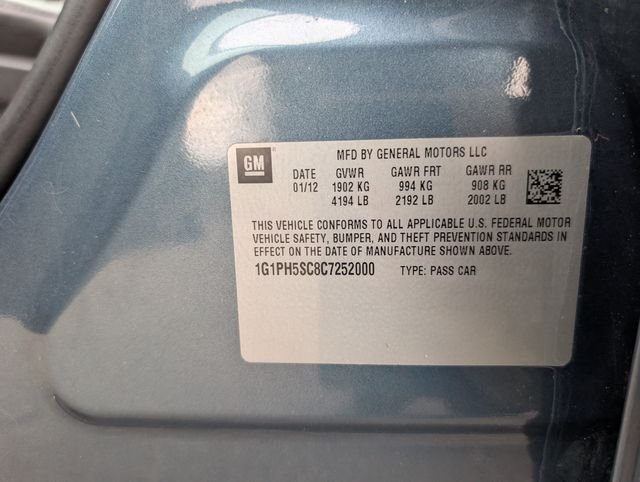 GM
MFD BY GENERAL MOTORS LLC
DATE GVWR GAWR FRT GAWR RR
01/12 1902 KG 994 KG 908 KG
4194 LB 2192 LB 2002 LB
THIS VEHICLE CONFORMS TO ALL APPLICABLE U.S. FEDERAL MOTOR
VEHICLE SAFETY, BUMPER, AND THEFT PREVENTION STANDARDS IN
EFFECT ON THE DATE OF MANUFACTURE SHOWN ABOVE.
1G1PH5SC8C7252000 TYPE: PASS CAR